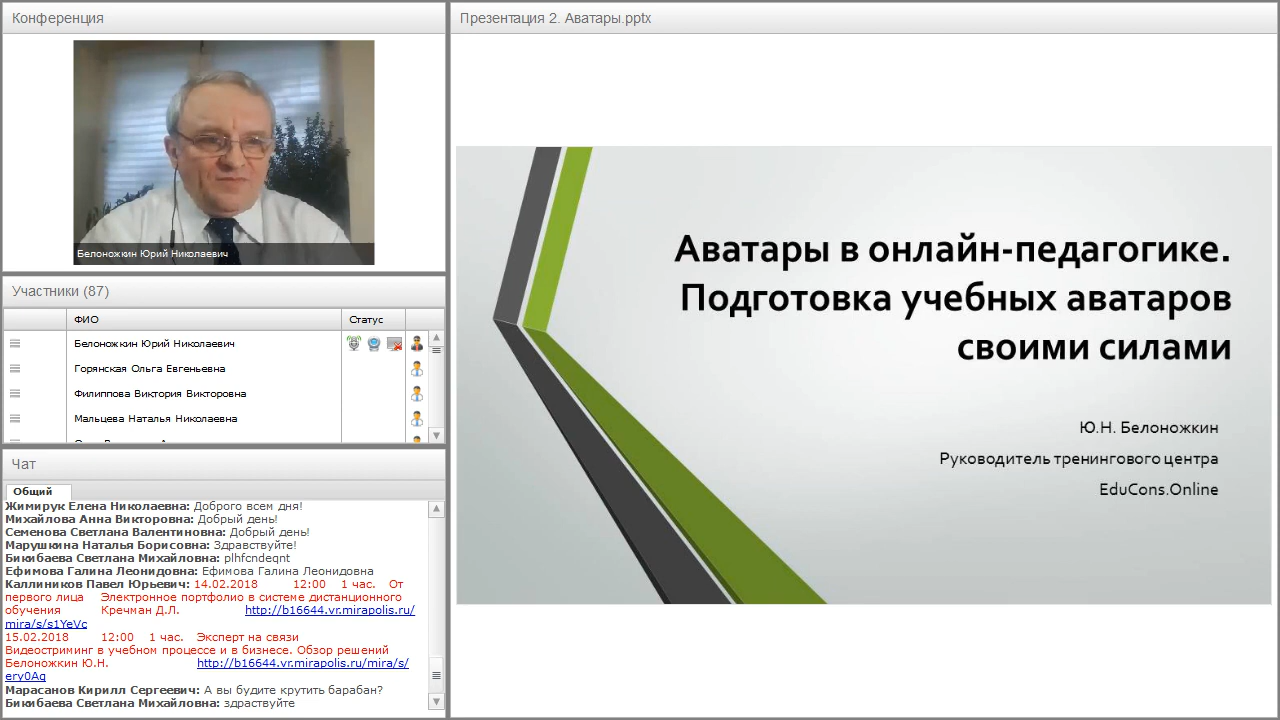 Конференция
Белоножкин Юрий Николаевич
Участники (87)
ФИО
Статус
Белоножкин Юрий Николаевич
Горянская Ольга Евгеньевна
Филиппова Виктория Викторовна
Мальцева Наталья Николаевна
Чат
Общий
Жимирук Елена Николаевна: Доброго всем дня!
Михайлова Анна Викторовна: Добрый день!
Семенова Светлана Валентиновна: Добрый день!
Марушкина Наталья Борисовна: Здравствуйте!
Бикибаева Светлана Михайловна: plhfcndeqnt
Ефимова Галина Леонидовна: Ефимова Галина Леонидовна
Каллиников Павел Юрьевич: 14.02.2018 12:00 1 час. От
первого лица Электронное портфолио в системе дистанционного
обучения Кречман Д.Л. http://b16644.vr.mirapolis.ru/
mira/s/s1YeVc
15.02.2018 12:00 1 час. Эксперт на связи
Видеостриминг в учебном процессе и в бизнесе. Обзор решений
Белоножкин Ю.Н. http://b16644.vr.mirapolis.ru/mira/s/
erv0Ag
Марасанов Кирилл Сергеевич: А вы будите крутить барабан?
Бикибаева Светлана Михайловна: здраствуйте
Презентация 2. Аватары.pptx
Аватары в онлайн-педагогике.
Подготовка учебных аватаров
своими силами
Ю.Н. Белоножкин
Руководитель тренингового центра
EduCons.Online